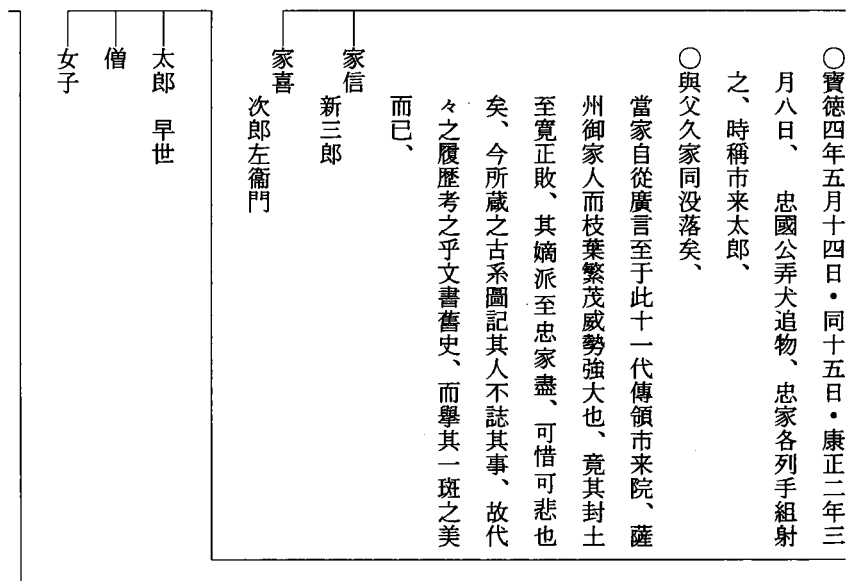 〇寶徳四年五月十四日・同十五日・康正二年三
月八日、　忠國公弄犬追物、忠家各列手組射
之、時稱市来太郎、
〇與父久家同没落矣、
當家自從廣言至于此十一代傳領市来院、薩
州御家人而枝葉繁茂威勢強大也、竟其封土
至寛正敗、其嫡派至忠家盡、可惜可悲也
矣、今所蔵之古系圖記其人不誌其事、故代
々之履歴考之乎文書舊史、而擧其一斑之美
而已、
家信
新三郎
家喜
次郎左衞門
太郎　早世
僧
女子